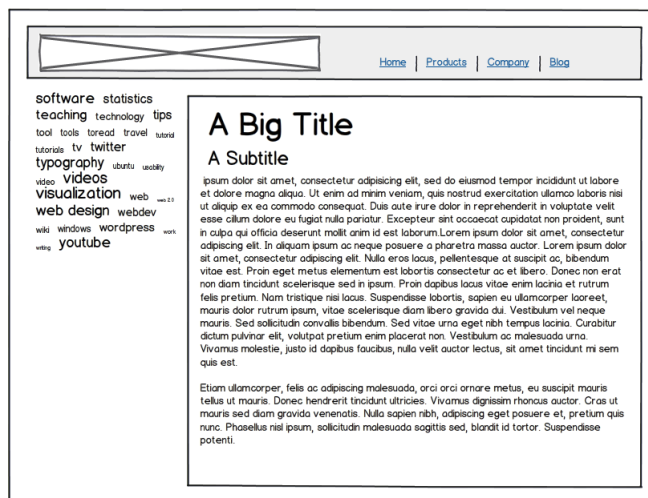 Home | Products | Company | Blog
software statistics
teaching technology tips
tool tools toread travel tutorial
tutorials tv twitter
typography ubuntu usability
video videos
visualization web web 2.0
web design webdev
wiki windows wordpress work
writing youtube
A Big Title
A Subtitle
ipsum dolor sit amet, consectetur adipisicing elit, sed do eiusmod tempor incididunt ut labore
et dolore magna aliqua. Ut enim ad minim veniam, quis nostrud exercitation ullamco laboris nisi
ut aliquip ex ea commodo consequat. Duis aute irure dolor in reprehenderit in voluptate velit
esse cillum dolore eu fugiat nulla pariatur. Excepteur sint occaecat cupidatat non proident, sunt
in culpa qui officia deserunt mollit anim id est laborum.Lorem ipsum dolor sit amet, consectetur
adipiscing elit. In aliquam ipsum ac neque posuere a pharetra massa auctor. Lorem ipsum dolor
sit amet, consectetur adipiscing elit. Nulla eros lacus, pellentesque at suscipit ac, bibendum
vitae est. Proin eget metus elementum est lobortis consectetur ac et libero. Donec non erat
non diam tincidunt scelerisque sed in ipsum. Proin dapibus lacus vitae enim lacinia et rutrum
felis pretium. Nam tristique nisi lacus. Suspendisse lobortis, sapien eu ullamcorper laoreet,
mauris dolor rutrum ipsum, vitae scelerisque diam libero gravida dui. Vestibulum vel neque
mauris. Sed sollicitudin convallis bibendum. Sed vitae urna eget nibh tempus lacinia. Curabitur
dictum pulvinar elit, volutpat pretium enim placerat non. Vestibulum ac malesuada urna.
Vivamus molestie, justo id dapibus faucibus, nulla velit auctor lectus, sit amet tincidunt mi sem
quis est.
Etiam ullamcorper, felis ac adipiscing malesuada, orci orci ornare metus, eu suscipit mauris
tellus ut mauris. Donec hendrerit tincidunt ultricies. Vivamus dignissim rhoncus auctor. Cras ut
mauris sed diam gravida venenatis. Nulla sapien nibh, adipiscing eget posuere et, pretium quis
nunc. Phasellus nisl ipsum, sollicitudin malesuada sagittis sed, blandit id tortor. Suspendisse
potenti.